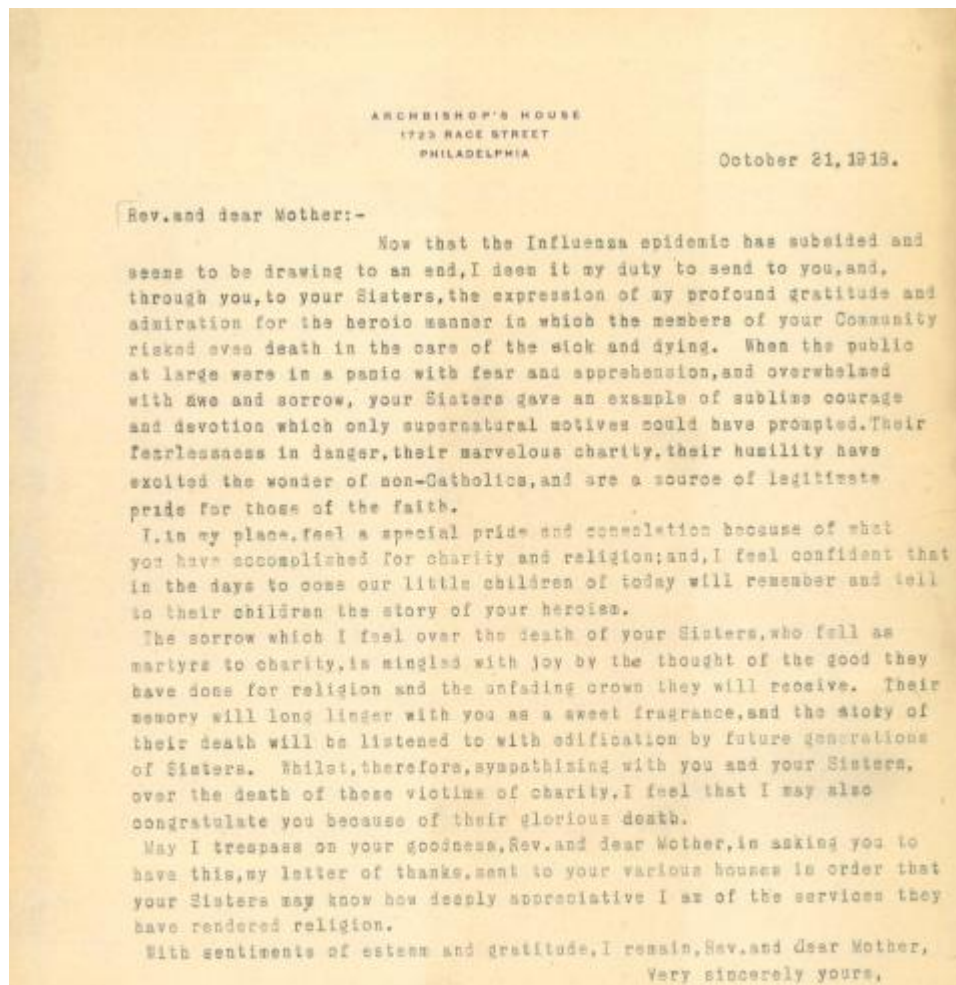 ARCHBISHOP'S HOUSE
1723 RACE STREET
PHILADELPHIA
October 21,1918.
Rev.and dear Mother:-
Now that the Influenza epidemic has subsided and
seems to be drawing to an end,I deem it my duty to send to you,and,
through you,to your Sisters,the expression of my profound gratitude and
admiration for the heroic manner in which the members of your Community
risked even death in the care of the sick and dying. When the public
at large were in a panic with fear and apprehension,and overwhelmed
with awe and sorrow, your Sisters gave an example of sublime courage
and devotion which only supernatural motives could have prompted.Their
fearlessness in danger,their marvelous charity,their humility have
excited the wonder of non-Catholics,and are a source of legitimate
pride for those of the faith.
I,in my place,feel a special pride and consolation because of what
you have accomplished for charity and religion;and,I feel confident that
in the days to come our little children of today will remember and tell
to their children the story of your heroism.
The sorrow which I feel over the death of your Sisters,who fell as
martyrs to charity,is mingled with joy by the thought of the good they
have done for religion and the unfading crown they will receive. Their
memory will long linger with you as a sweet fragrance,and the story of
their death will be listened to with edification by future generations
of Sisters. Whilst,therefore,sympathizing with you and your Sisters,
over the death of these victims of charity,I feel that I may also
congratulate you because of their glorious death.
May I trespass on your goodness,Rev.and dear Mother,in asking you to
have this,my letter of thanks,sent to your various houses in order that
your Sisters may know how deeply appreciative I am of the services they
have rendered religion.
With sentiments of esteem and gratitude,I remain,Rev.and dear Mother,
Very sincerely yours,